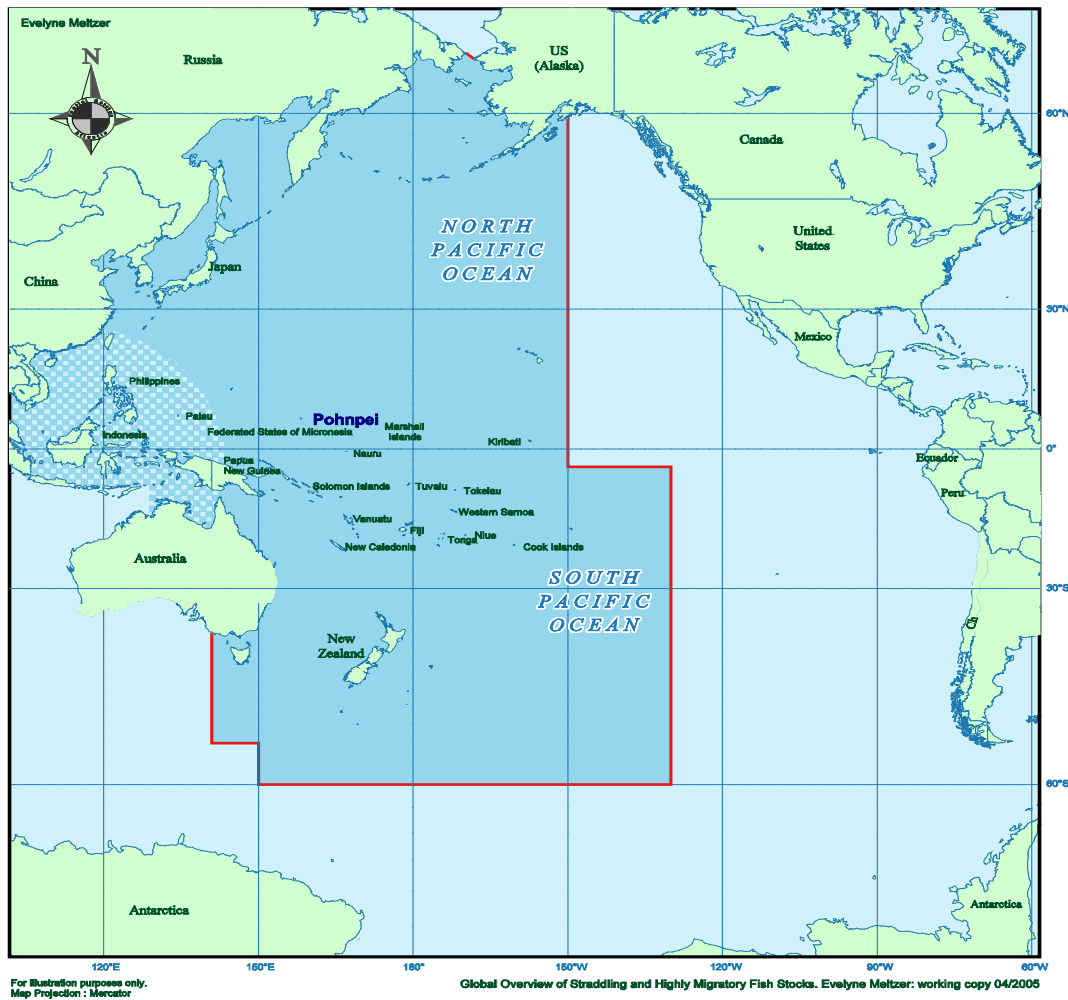 Evelyne Meltzer
N
Russia
US
(Alaska)
60°N
Canada
NORTH
PACIFIC
OCEAN
United
States
Japan
China
30°N
Mexico
Philippines
Palau
Pohnpei
Federated States of Micronesia
Marshall
Islands
Indonesia
Kiribati
0°
Nauru
Ecuador
Papua
New Guinea
Solomon Islands
Tuvalu
Tokelau
Peru
Western Samoa
Vanuatu
Fiji
Niue
Tonga
New Caledonia
Cook Islands
Australia
SOUTH
PACIFIC
OCEAN
30°S
New
Zealand
60°S
Antarctica
Antarctica
120°E
150°E
180°
150°W
120°W
90°W
60°W
For illustration purposes only.
Map Projection : Mercator
Global Overview of Straddling and Highly Migratory Fish Stocks. Evelyne Meltzer: working copy 04/2005